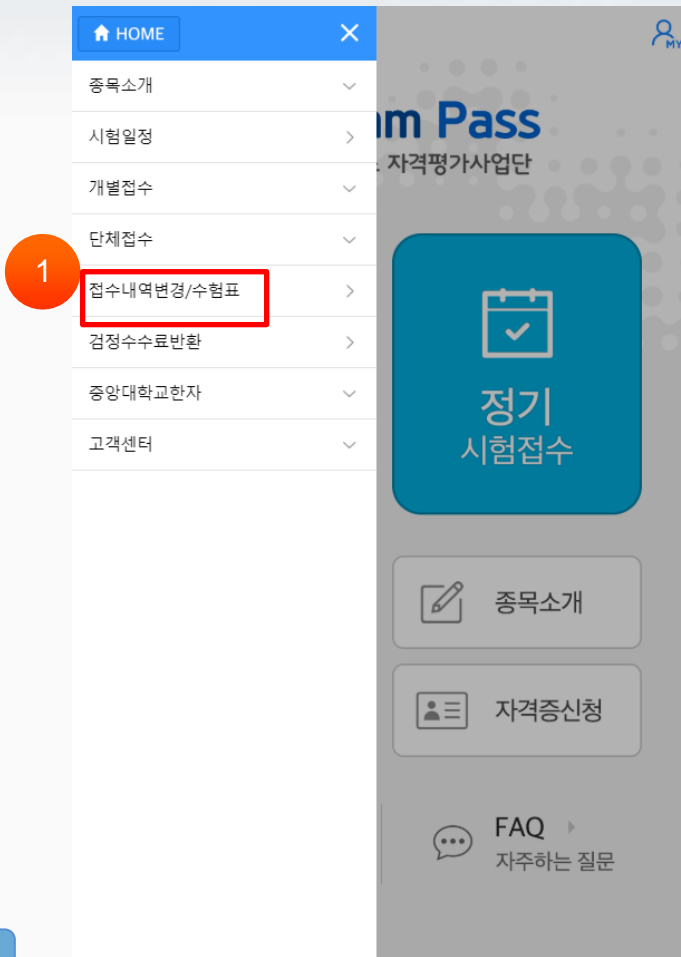 HOME
MY
종목소개
시험일정
개별접수
단체접수
1
접수내역변경/수험표
검정수수료반환
중앙대학교한자
고객센터
Pass
자격평가사업단
정기
시험접수
종목소개
자격증신청
FAQ
자주하는 질문